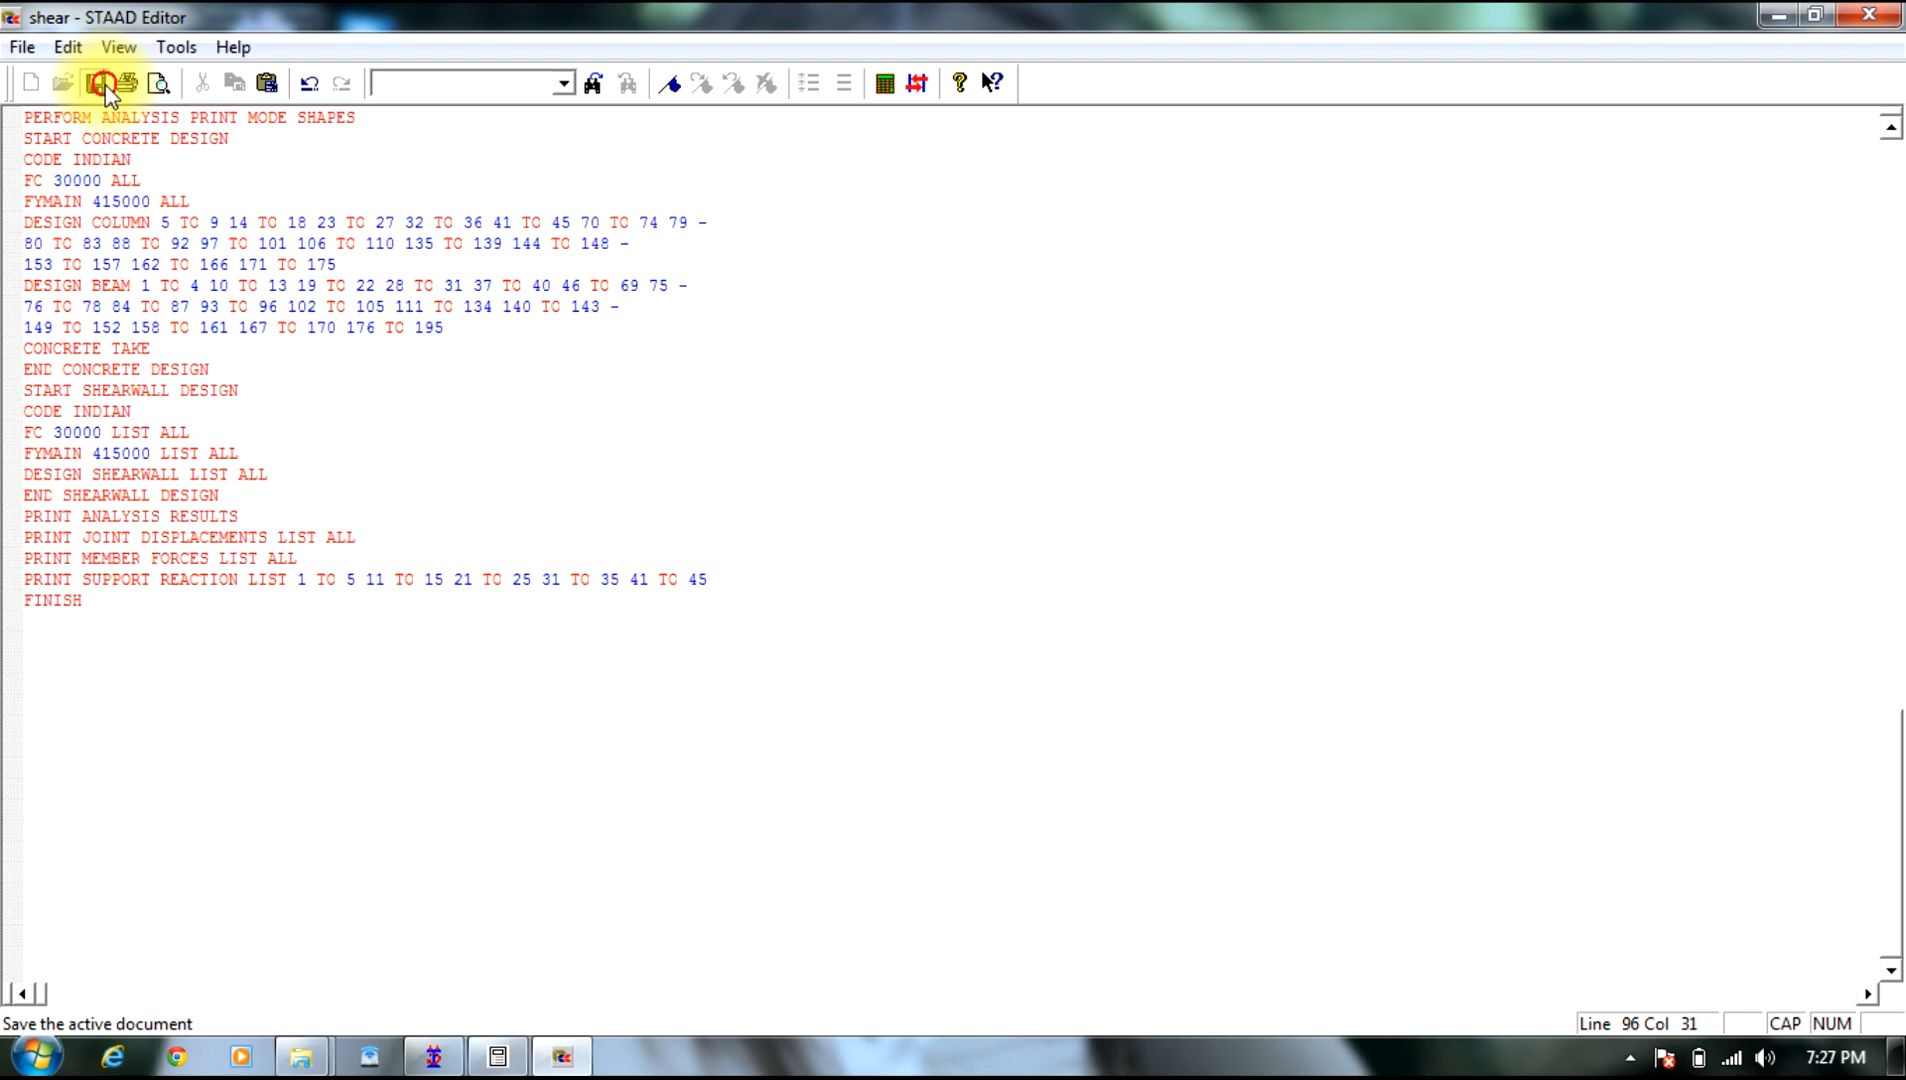 shear - STAAD Editor
File Edit View Tools Help
PERFORM ANALYSIS PRINT MODE SHAPES
START CONCRETE DESIGN
CODE INDIAN
FC 30000 ALL
FYMAIN 415000 ALL
DESIGN COLUMN 5 TO 9 14 TO 18 23 TO 27 32 TO 36 41 TO 45 70 TO 74 79 -
80 TO 83 88 TO 92 97 TO 101 106 TO 110 135 TO 139 144 TO 148 -
153 TO 157 162 TO 166 171 TO 175
DESIGN BEAM 1 TO 4 10 TO 13 19 TO 22 28 TO 31 37 TO 40 46 TO 69 75 -
76 TO 78 84 TO 87 93 TO 96 102 TO 105 111 TO 134 140 TO 143 -
149 TO 152 158 TO 161 167 TO 170 176 TO 195
CONCRETE TAKE
END CONCRETE DESIGN
START SHEARWALL DESIGN
CODE INDIAN
FC 30000 LIST ALL
FYMAIN 415000 LIST ALL
DESIGN SHEARWALL LIST ALL
END SHEARWALL DESIGN
PRINT ANALYSIS RESULTS
PRINT JOINT DISPLACEMENTS LIST ALL
PRINT MEMBER FORCES LIST ALL
PRINT SUPPORT REACTION LIST 1 TO 5 11 TO 15 21 TO 25 31 TO 35 41 TO 45
FINISH
Save the active document
Line 96 Col 31 CAP NUM
7:27 PM